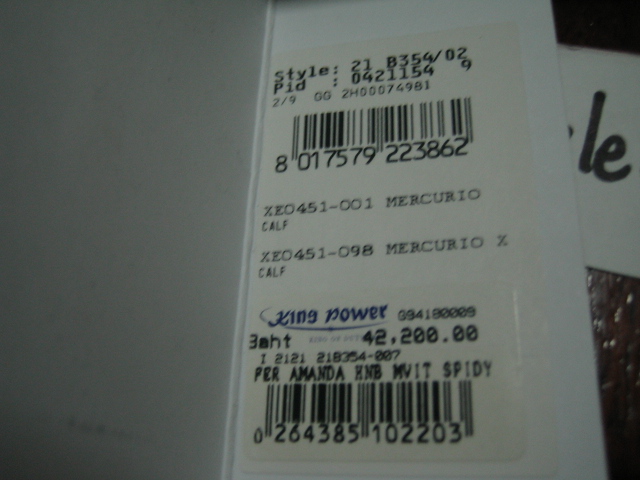 Style: 21 B354/02 9
Pid : 0421154
2/9 GG 2H00074981
8 017579 223862
XE0451-001 MERCURIO
CALF
XE0451-098 MERCURIO X
CALF
King Power G94180009
Baht 42,200.00
I 2121 218354-007
PER AMANDA HNB MVIT SPIDY
0 264385 102203
le